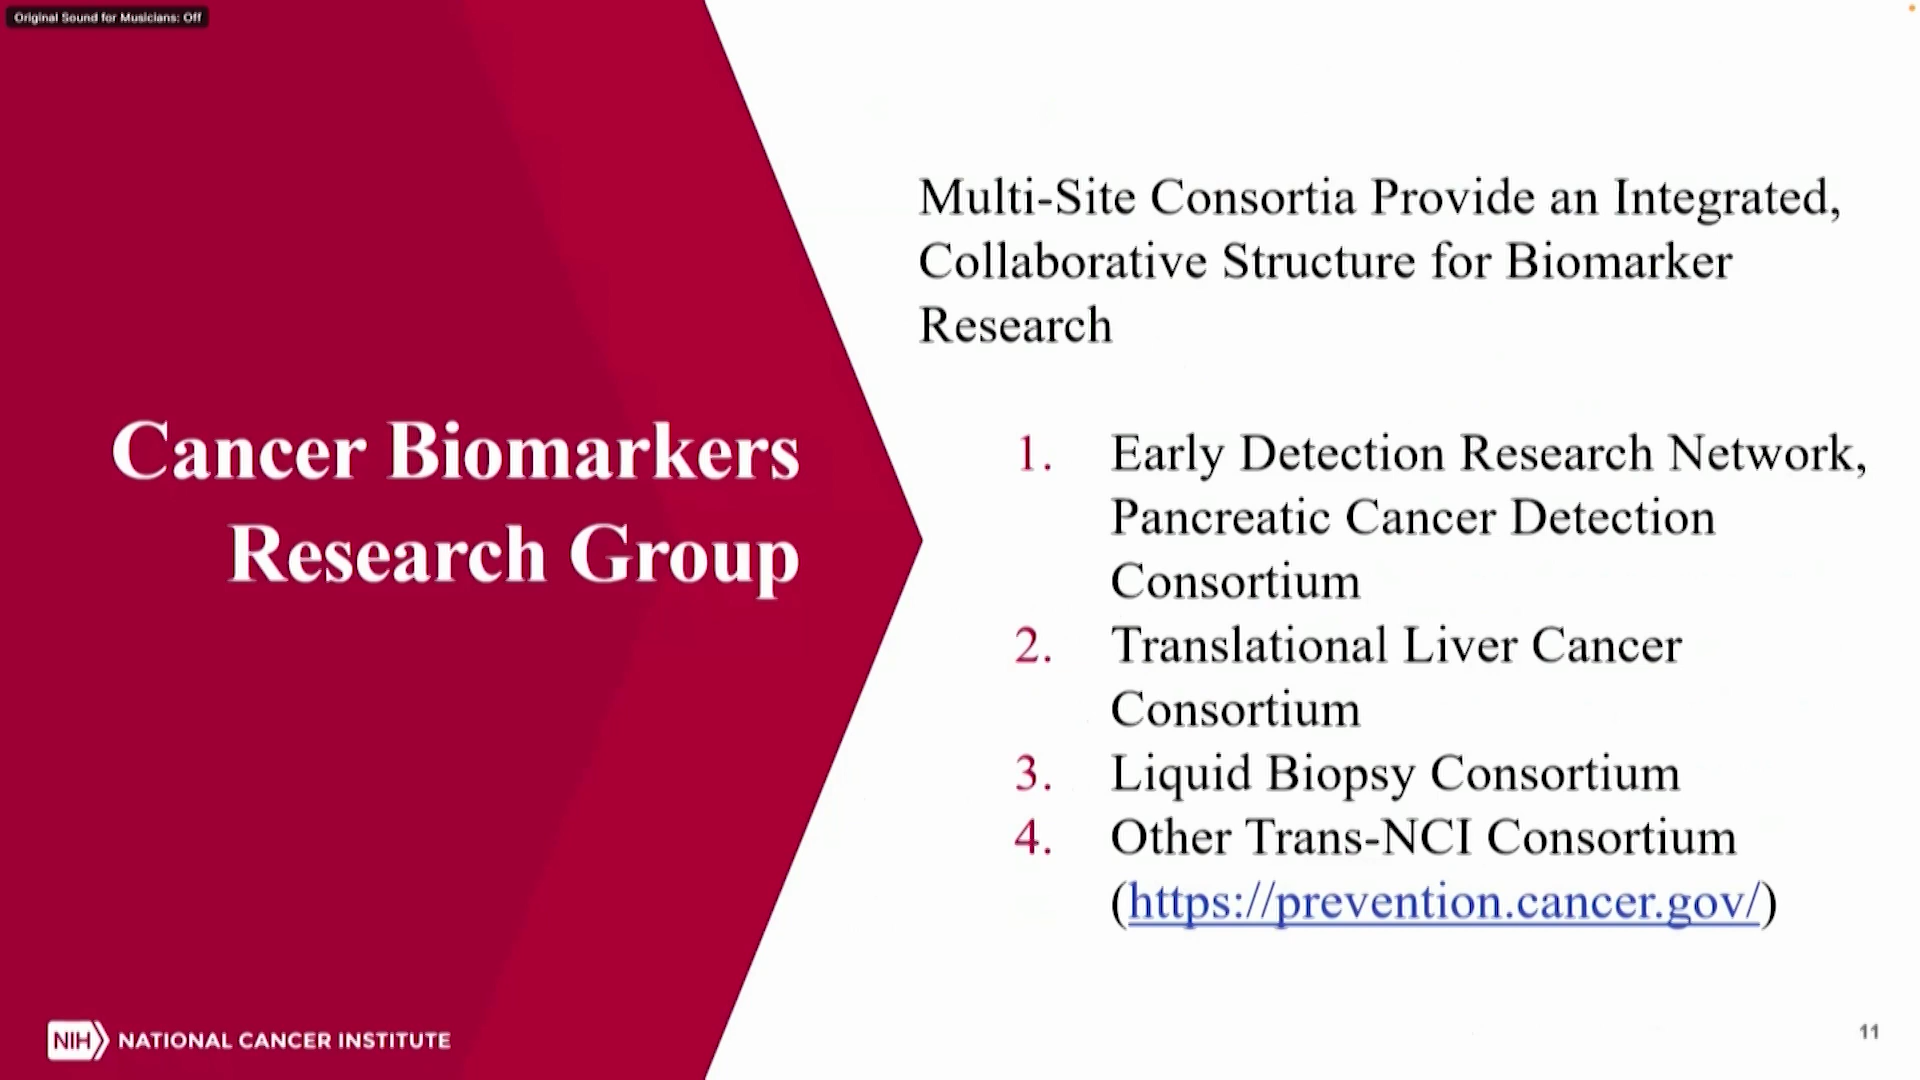 Original Sound for Musicians: Off
Cancer Biomarkers
Research Group
Multi-Site Consortia Provide an Integrated,
Collaborative Structure for Biomarker
Research
1. Early Detection Research Network,
Pancreatic Cancer Detection
Consortium
2. Translational Liver Cancer
Consortium
3. Liquid Biopsy Consortium
4. Other Trans-NCI Consortium
(https://prevention.cancer.gov/)
NIH NATIONAL CANCER INSTITUTE
11